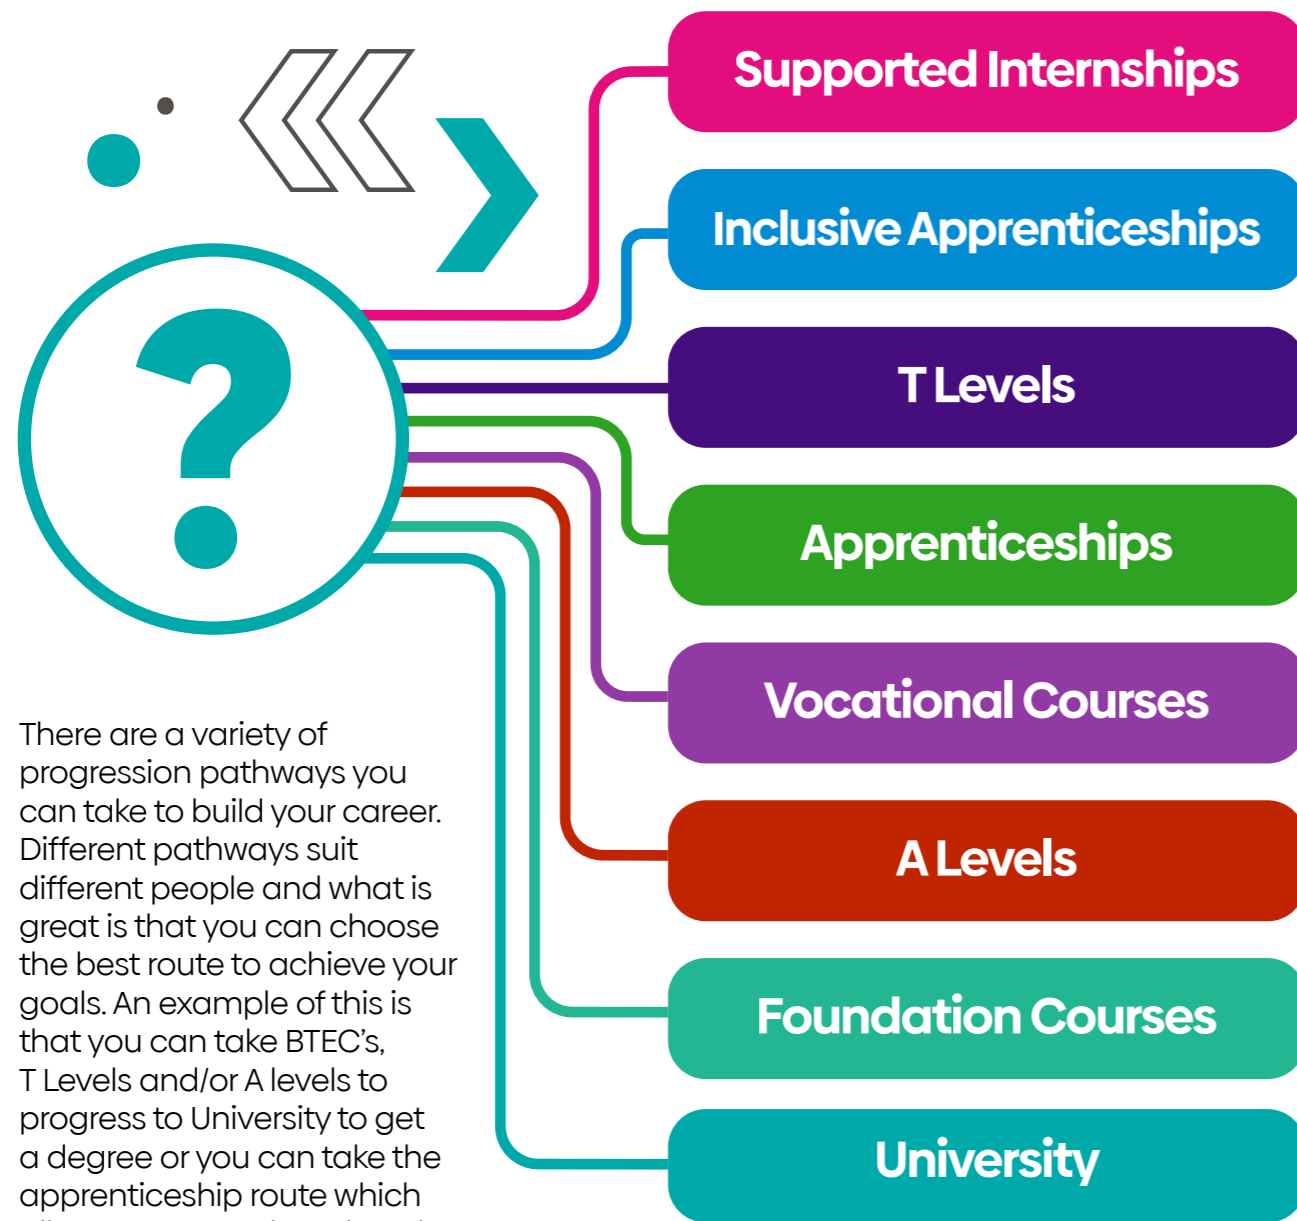 Supported Internships
Inclusive Apprenticeships
T Levels
Apprenticeships
Vocational Courses
A Levels
Foundation Courses
University
?
There are a variety of
progression pathways you
can take to build your career.
Different pathways suit
different people and what is
great is that you can choose
the best route to achieve your
goals. An example of this is
that you can take BTEC’s,
T Levels and/or A levels to
progress to University to get
a degree or you can take the
apprenticeship route which